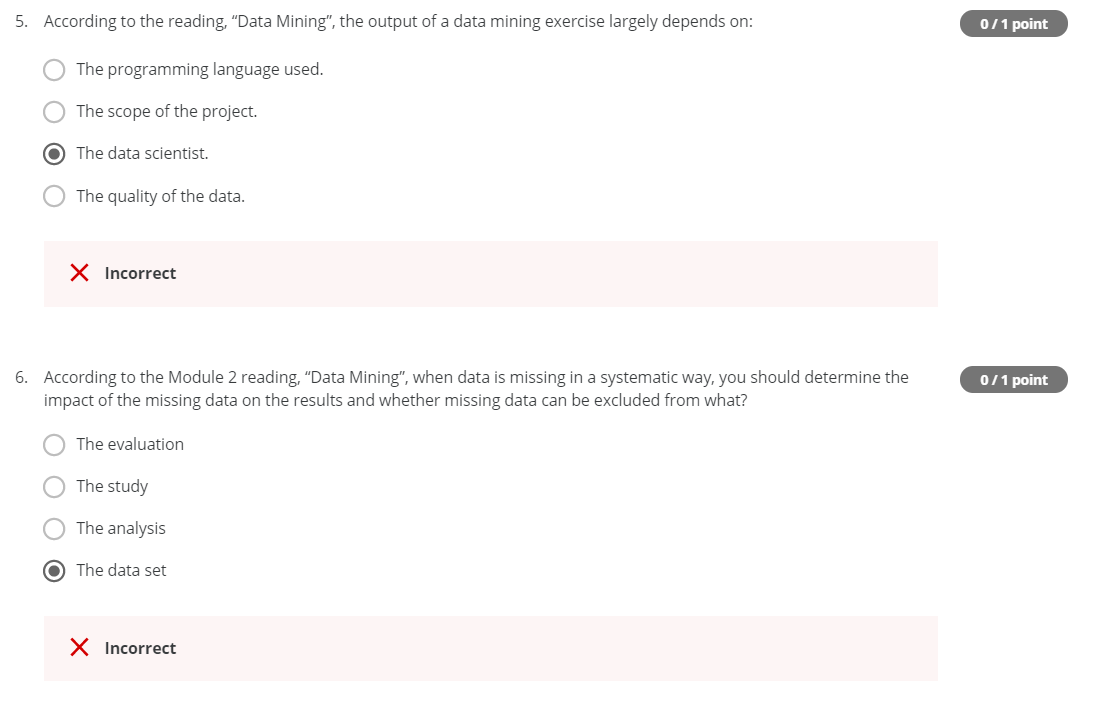 5. According to the reading, “Data Mining”, the output of a data mining exercise largely depends on:
0 / 1 point
The programming language used.
The scope of the project.
The data scientist.
The quality of the data.
Incorrect
6. According to the Module 2 reading, “Data Mining”, when data is missing in a systematic way, you should determine the
impact of the missing data on the results and whether missing data can be excluded from what?
0 / 1 point
The evaluation
The study
The analysis
The data set
Incorrect